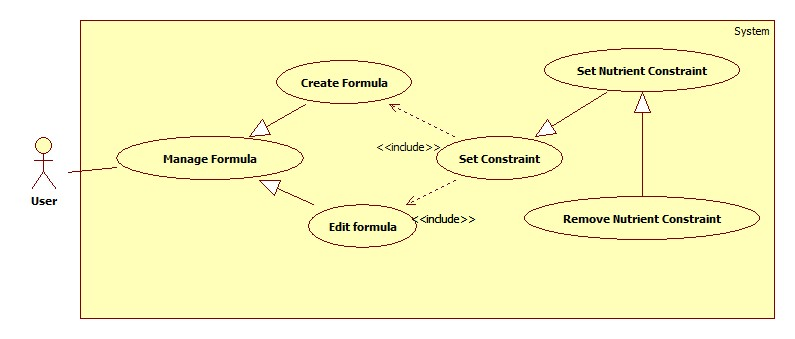 System
Create Formula
Set Nutrient Constraint
<<include>>
Manage Formula
Set Constraint
User
Edit formula
<<include>>
Remove Nutrient Constraint